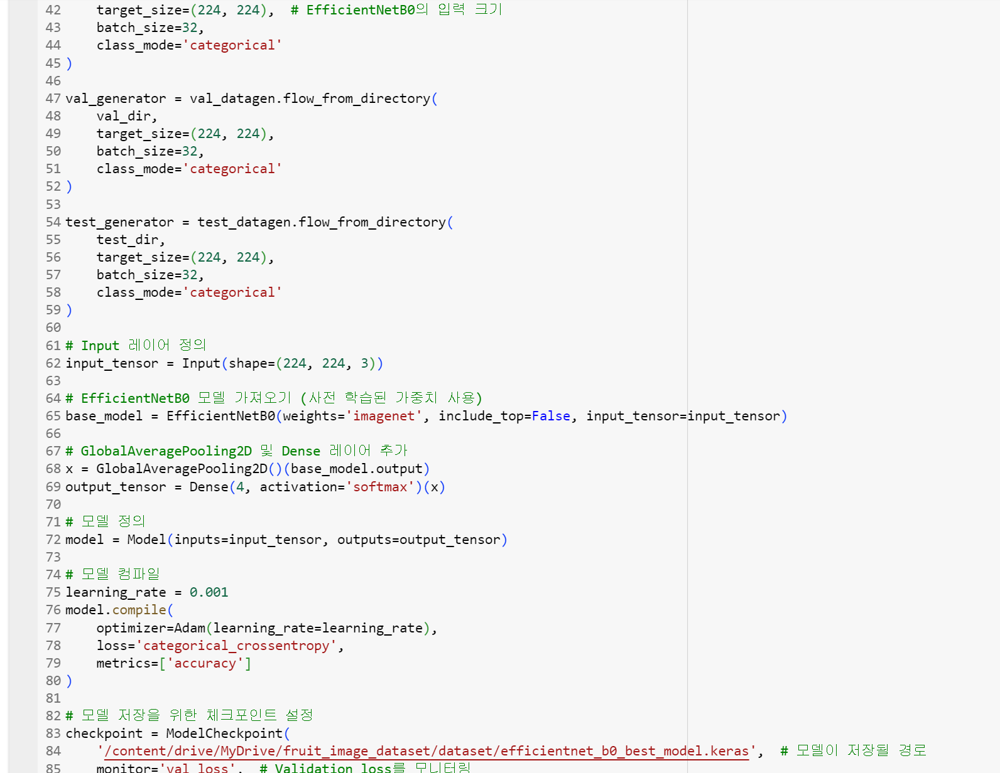 42     target_size=(224, 224),  # EfficientNetB0의 입력 크기
43     batch_size=32,
44     class_mode='categorical'
45 )
46
47 val_generator = val_datagen.flow_from_directory(
48     val_dir,
49     target_size=(224, 224),
50     batch_size=32,
51     class_mode='categorical'
52 )
53
54 test_generator = test_datagen.flow_from_directory(
55     test_dir,
56     target_size=(224, 224),
57     batch_size=32,
58     class_mode='categorical'
59 )
60
61 # Input 레이어 정의
62 input_tensor = Input(shape=(224, 224, 3))
63
64 # EfficientNetB0 모델 가져오기 (사전 학습된 가중치 사용)
65 base_model = EfficientNetB0(weights='imagenet', include_top=False, input_tensor=input_tensor)
66
67 # GlobalAveragePooling2D 및 Dense 레이어 추가
68 x = GlobalAveragePooling2D()(base_model.output)
69 output_tensor = Dense(4, activation='softmax')(x)
70
71 # 모델 정의
72 model = Model(inputs=input_tensor, outputs=output_tensor)
73
74 # 모델 컴파일
75 learning_rate = 0.001
76 model.compile(
77     optimizer=Adam(learning_rate=learning_rate),
78     loss='categorical_crossentropy',
79     metrics=['accuracy']
80 )
81
82 # 모델 저장을 위한 체크포인트 설정
83 checkpoint = ModelCheckpoint(
84     '/content/drive/MyDrive/fruit_image_dataset/dataset/efficientnet_b0_best_model.keras',  # 모델이 저장될 경로
85     monitor='val_loss',  # Validation loss를 모니터링